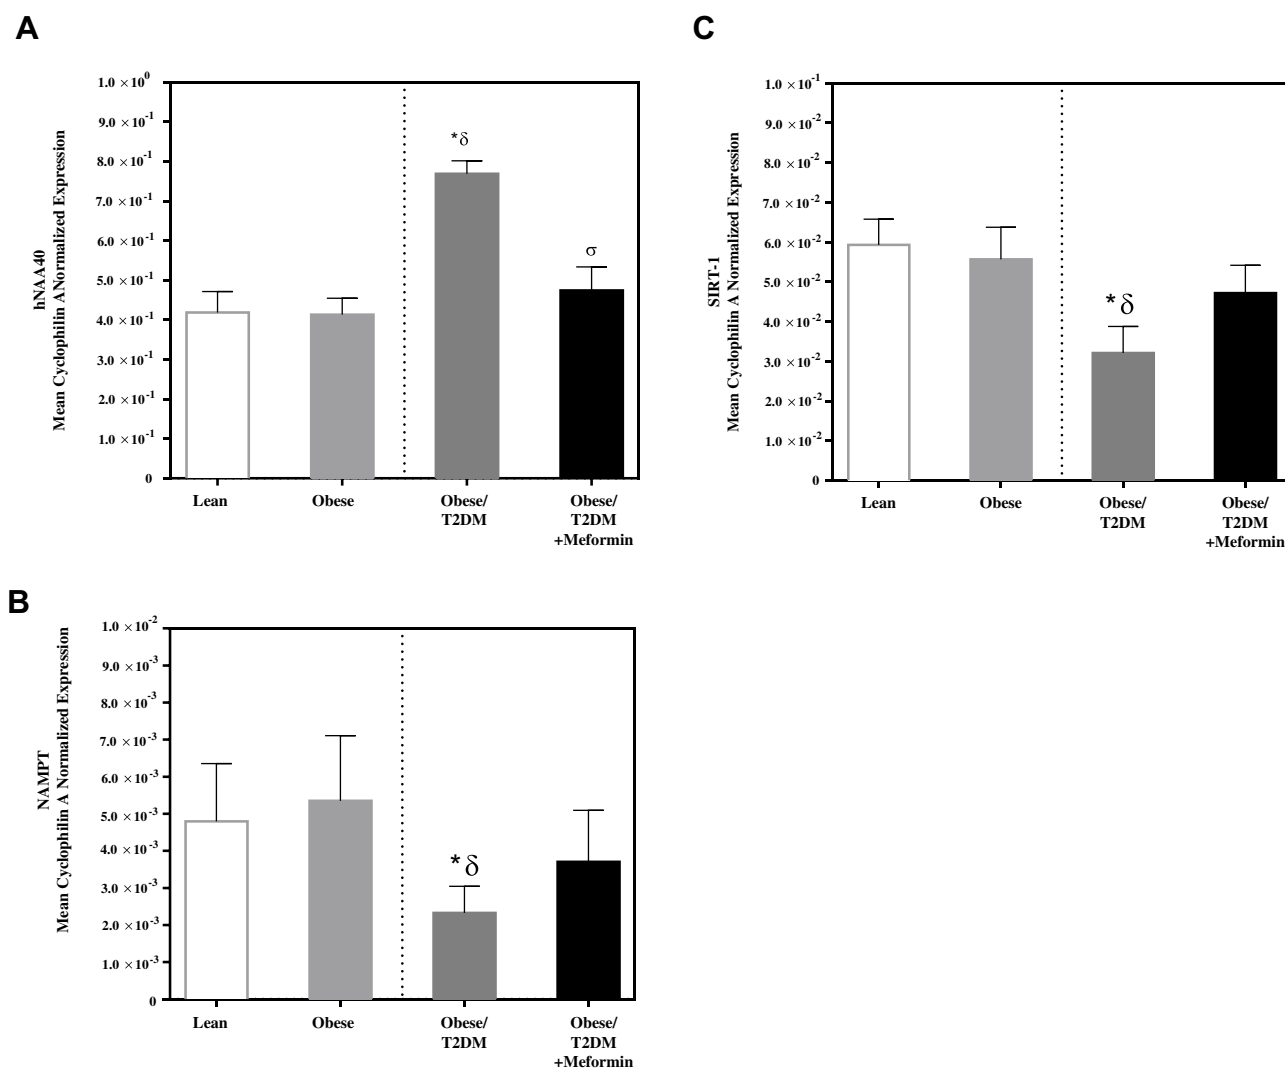 A
hNAA40
Mean Cyclophilin ANormalized Expression
1.0 ×10⁰
9.0 ×10⁻¹
8.0 ×10⁻¹
7.0 ×10⁻¹
6.0 ×10⁻¹
5.0 ×10⁻¹
4.0 ×10⁻¹
3.0 ×10⁻¹
2.0 ×10⁻¹
1.0 ×10⁻¹
0
*δ
σ
Lean
Obese
Obese/
T2DM
Obese/
T2DM
+Meformin
B
NAMPT
Mean Cyclophilin A Normalized Expression
1.0 ×10⁻²
9.0 ×10⁻³
8.0 ×10⁻³
7.0 ×10⁻³
6.0 ×10⁻³
5.0 ×10⁻³
4.0 ×10⁻³
3.0 ×10⁻³
2.0 ×10⁻³
1.0 ×10⁻³
0
*δ
Lean
Obese
Obese/
T2DM
Obese/
T2DM
+Meformin
C
SIRT-1
Mean Cyclophilin A Normalized Expression
1.0 ×10⁻¹
9.0 ×10⁻²
8.0 ×10⁻²
7.0 ×10⁻²
6.0 ×10⁻²
5.0 ×10⁻²
4.0 ×10⁻²
3.0 ×10⁻²
2.0 ×10⁻²
1.0 ×10⁻²
0
*δ
Lean
Obese
Obese/
T2DM
Obese/
T2DM
+Meformin